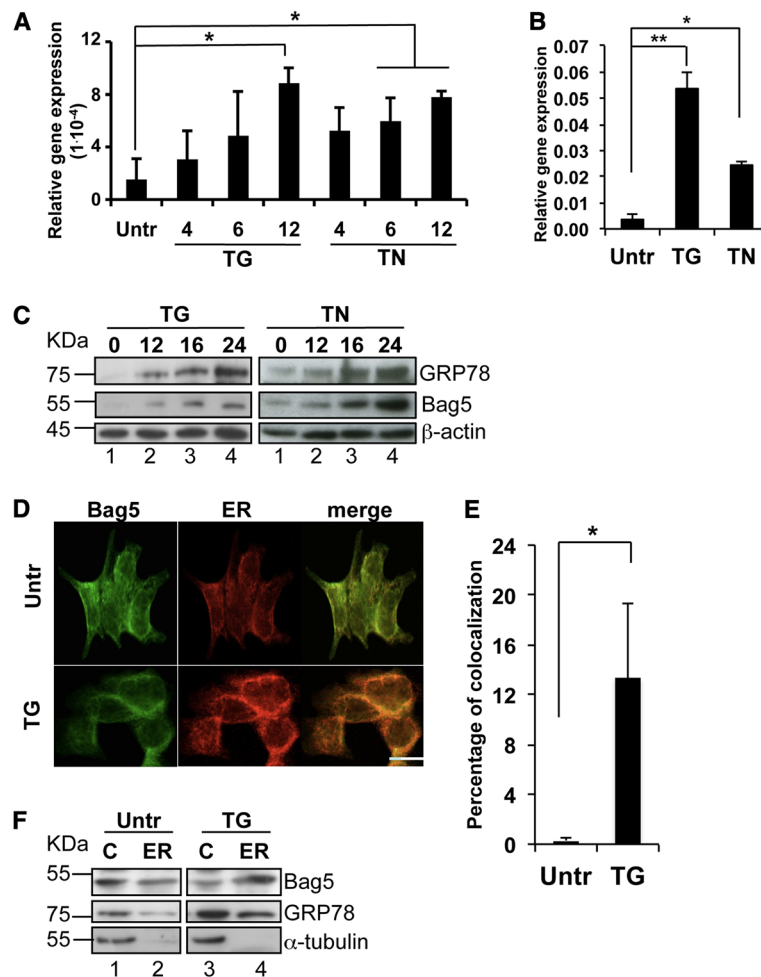 A
Relative gene expression
(1·10⁻⁴)
12
8
4
0
*
*
Untr 4 6 12 4 6 12
TG TN
B
Relative gene expression
0.07
0.06
0.05
0.04
0.03
0.02
0.01
0.00
*
**
Untr TG TN
C
TG TN
KDa 0 12 16 24 0 12 16 24
75 GRP78
55 Bag5
45 β-actin
1 2 3 4 1 2 3 4
D
Bag5 ER merge
Untr
TG
E
Percentage of colocalization
24
20
16
12
8
4
0
*
Untr TG
F
Untr TG
KDa C ER C ER
55 Bag5
75 GRP78
55 α-tubulin
1 2 3 4